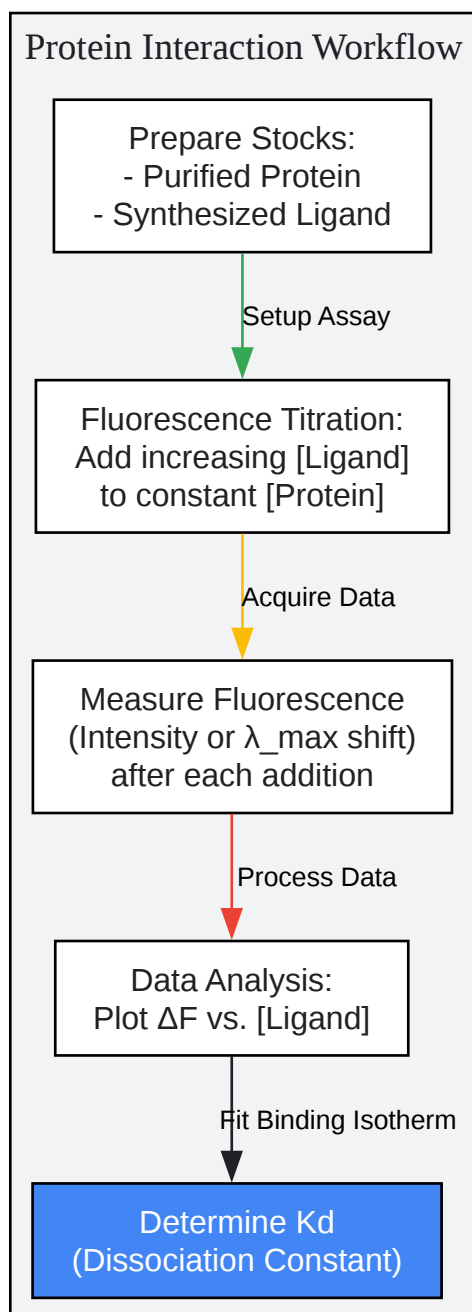 Protein Interaction Workflow
Prepare Stocks:
- Purified Protein
- Synthesized Ligand
Setup Assay
Fluorescence Titration:
Add increasing [Ligand]
to constant [Protein]
Acquire Data
Measure Fluorescence
(Intensity or λ_max shift)
after each addition
Process Data
Data Analysis:
Plot ΔF vs. [Ligand]
Fit Binding Isotherm
Determine Kd
(Dissociation Constant)